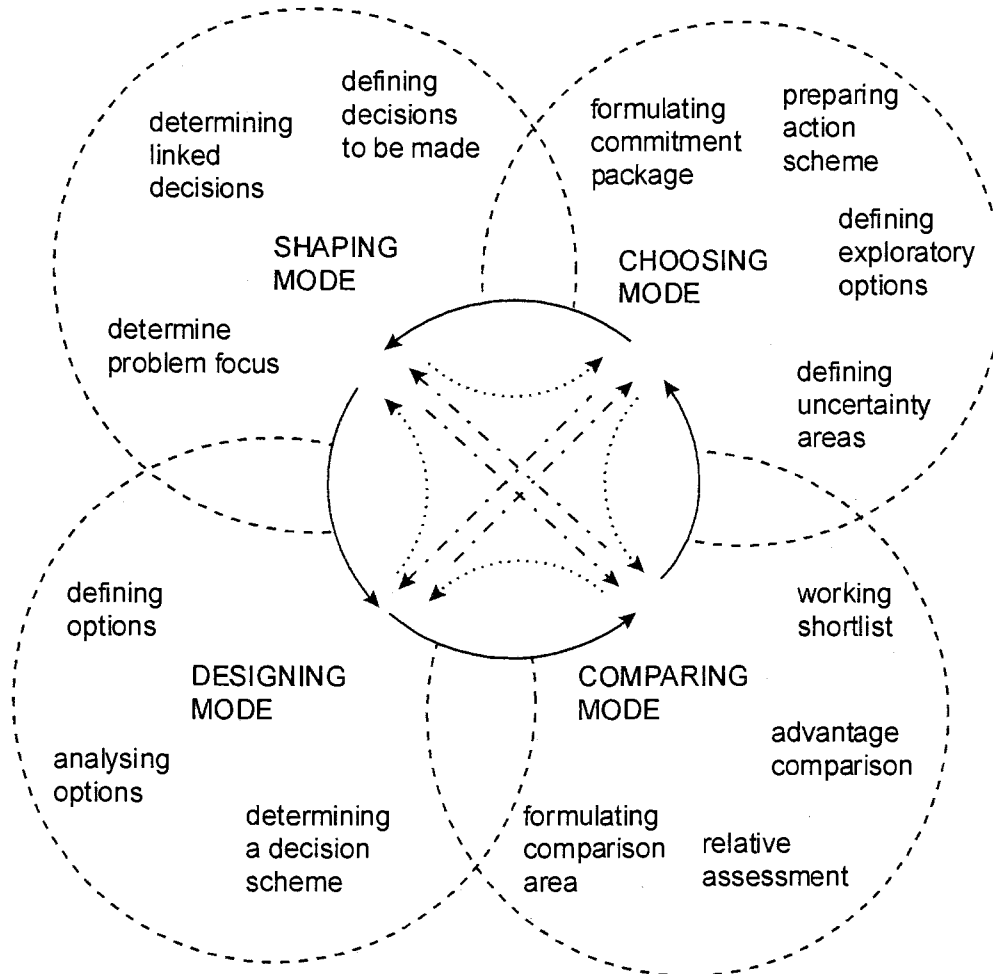 defining
decisions
to be made
determining
linked
decisions
SHAPING
MODE
determine
problem focus
formulating
commitment
package
preparing
action
scheme
defining
exploratory
options
CHOOSING
MODE
defining
uncertainty
areas
defining
options
DESIGNING
MODE
analysing
options
determining
a decision
scheme
working
shortlist
COMPARING
MODE
advantage
comparison
formulating
comparison
area
relative
assessment